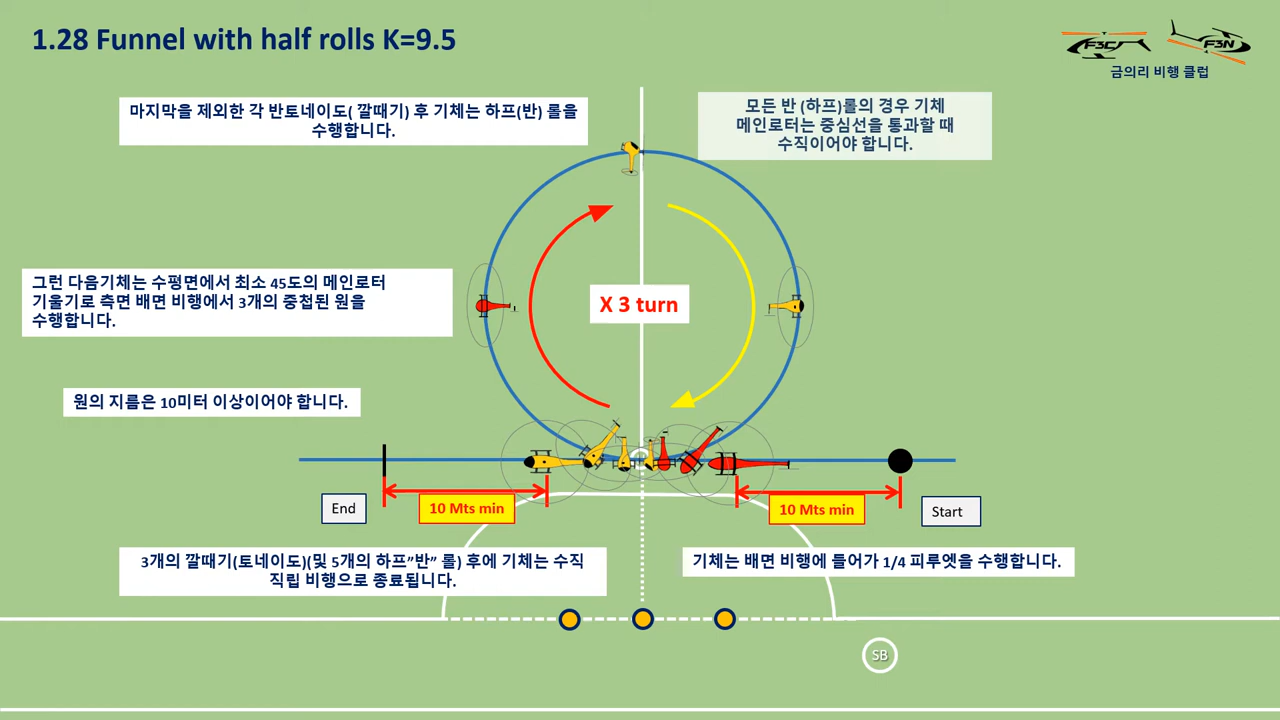 1.28 Funnel with half rolls K=9.5
F3C
F3N
금의리 비행 클럽
마지막을 제외한 각 반토네이도( 깔때기) 후 기체는 하프(반) 롤을
수행합니다.
모든 반 (하프)롤의 경우 기체
메인로터는 중심선을 통과할 때
수직이어야 합니다.
그런 다음기체는 수평면에서 최소 45도의 메인로터
기울기로 측면 배면 비행에서 3개의 중첩된 원을
수행합니다.
X 3 turn
원의 지름은 10미터 이상이어야 합니다.
End
10 Mts min
10 Mts min
Start
3개의 깔때기(토네이도)(및 5개의 하프”반” 롤) 후에 기체는 수직
직립 비행으로 종료됩니다.
기체는 배면 비행에 들어가 1/4 피루엣을 수행합니다.
SB